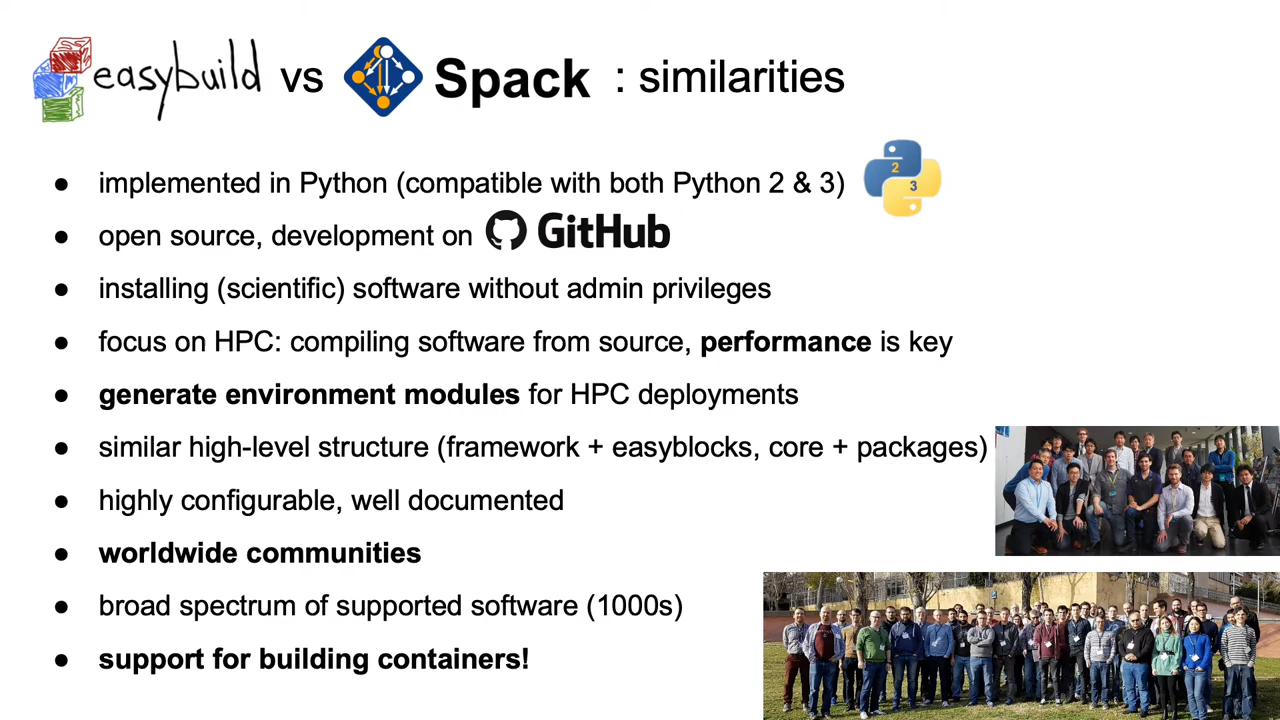 easybuild vs Spack : similarities
● implemented in Python (compatible with both Python 2 & 3) 2 3
● open source, development on GitHub
● installing (scientific) software without admin privileges
● focus on HPC: compiling software from source, performance is key
● generate environment modules for HPC deployments
● similar high-level structure (framework + easyblocks, core + packages)
● highly configurable, well documented
● worldwide communities
● broad spectrum of supported software (1000s)
● support for building containers!